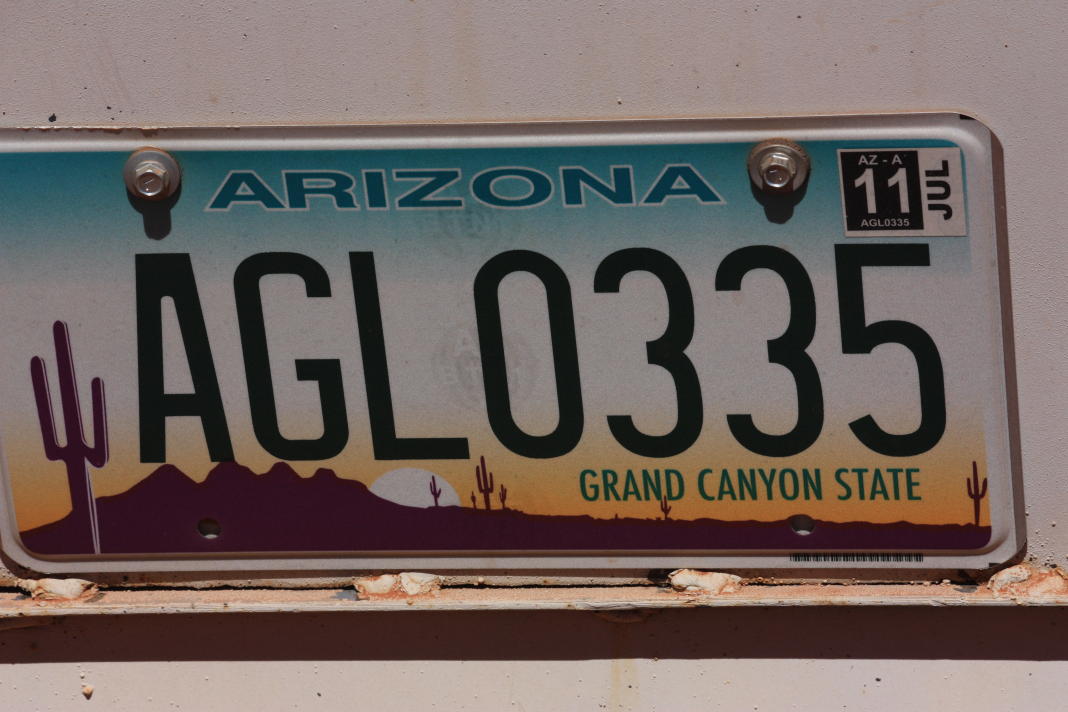 ARIZONA
AZ - A
11
JUL
AGL0335
AGL0335
GRAND CANYON STATE